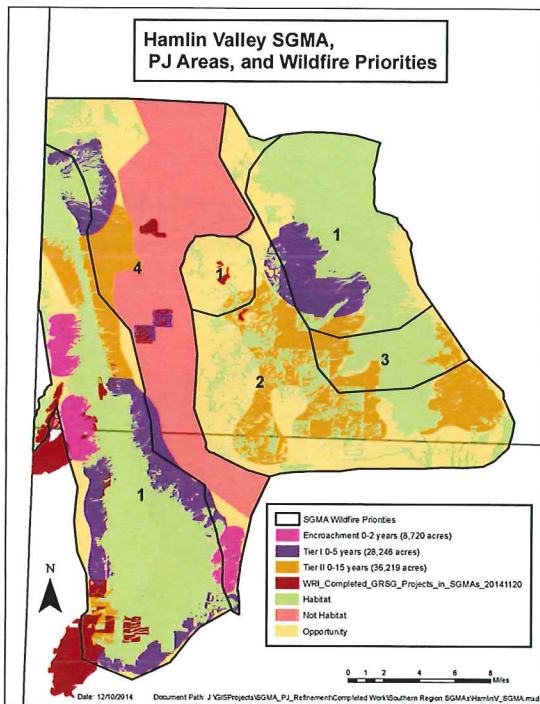 Hamlin Valley SGMA,
PJ Areas, and Wildfire Priorities
1
4
1
3
2
1
N
SGMA Wildfire Priorities
Encroachment 0-2 years (8,720 acres)
Tier I 0-5 years (28,246 acres)
Tier II 0-15 years (36,219 acres)
WRI_Completed_GRSG_Projects_in_SGMAs_20141120
Habitat
Not Habitat
Opportunity
0 1 2 4 6 8
Miles
Date: 12/10/2014 Document Path: J:\GISProjects\SGMA_PJ_Refinement\Completed Work\Southern Region SGMAs\HamlinV_SGMA.mxd